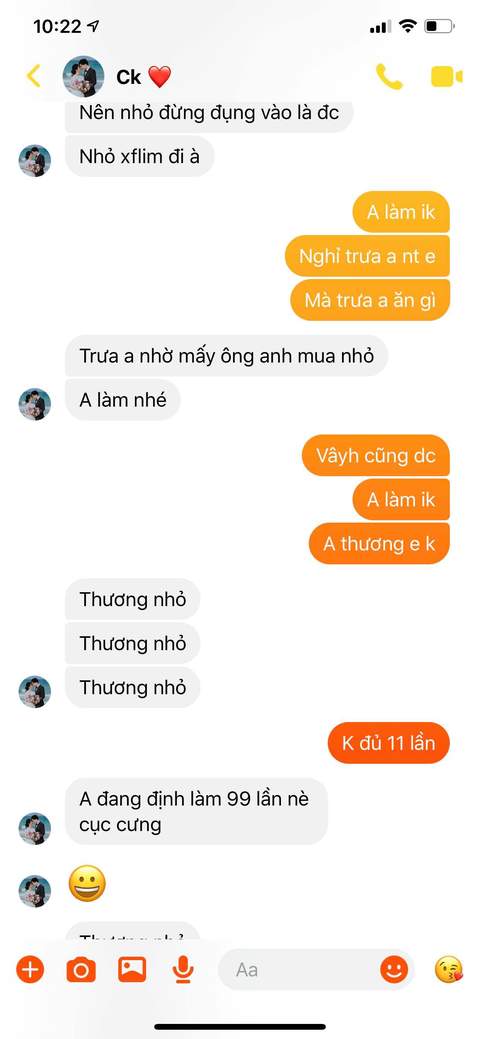 10:22
Ck ❤️
Nên nhỏ đừng đụng vào là đc
Nhỏ xflim đi à
A làm ik
Nghỉ trưa a nt e
Mà trưa a ăn gì
Trưa a nhờ mấy ông anh mua nhỏ
A làm nhé
Vâyh cũng dc
A làm ik
A thương e k
Thương nhỏ
Thương nhỏ
Thương nhỏ
K đủ 11 lần
A đang định làm 99 lần nè
cục cưng
😀
Aa